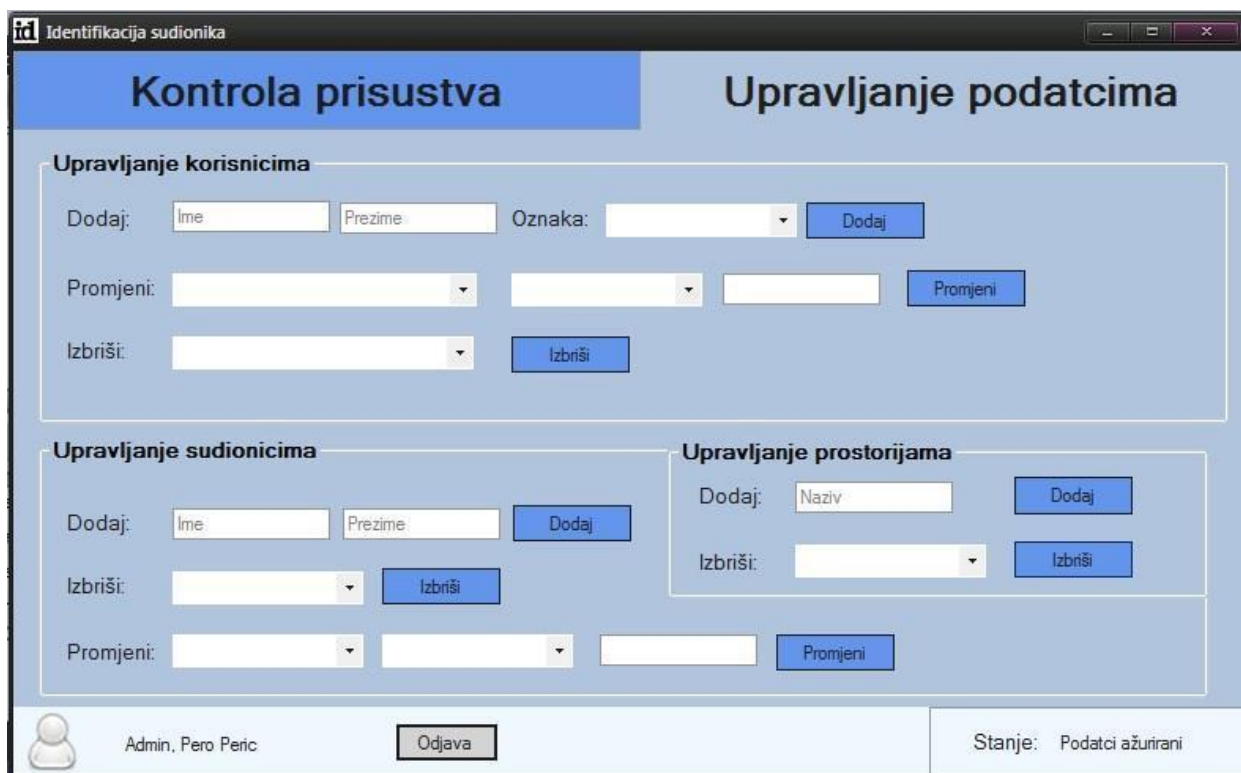 id Identifikacija sudionika
Kontrola prisustva Upravljanje podatcima
Upravljanje korisnicima
Dodaj: Ime Prezime Oznaka: Dodaj
Promjeni: Promjeni
Izbriši: Izbriši
Upravljanje sudionicima
Dodaj: Ime Prezime Dodaj
Izbriši: Izbriši
Promjeni: Promjeni
Upravljanje prostorijama
Dodaj: Naziv Dodaj
Izbriši: Izbriši
Admin, Pero Peric Odjava Stanje: Podatci ažurirani